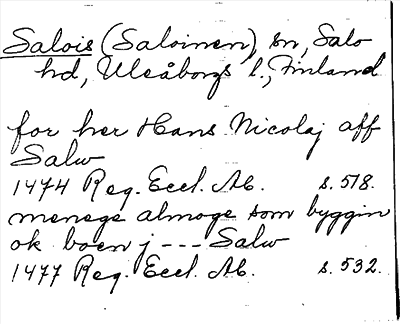 Salois (Saloinen) sn, Salo
hd, Uleåborgs l., Finland
for her Hans Nicolaj aff
Salw
1474 Reg. Eccl. Ab. s. 518.
menege almoge som byggin
ok boen j --- Salw
1477 Reg. Eccl. Ab. s. 532.